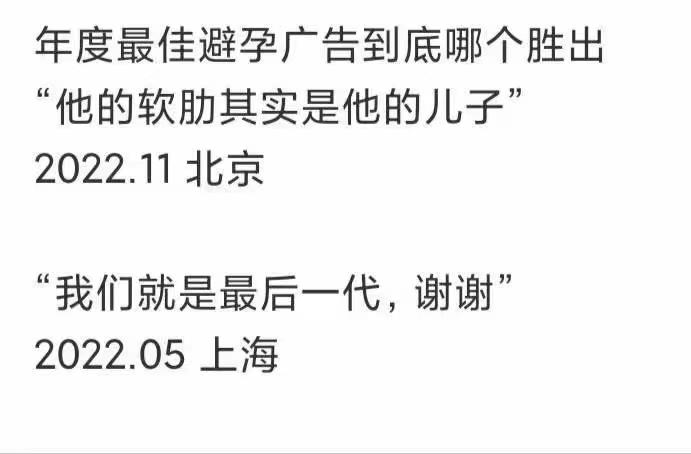 年度最佳避孕广告到底哪个胜出
“他的软肋其实是他的儿子”
2022.11 北京
“我们就是最后一代，谢谢”
2022.05 上海